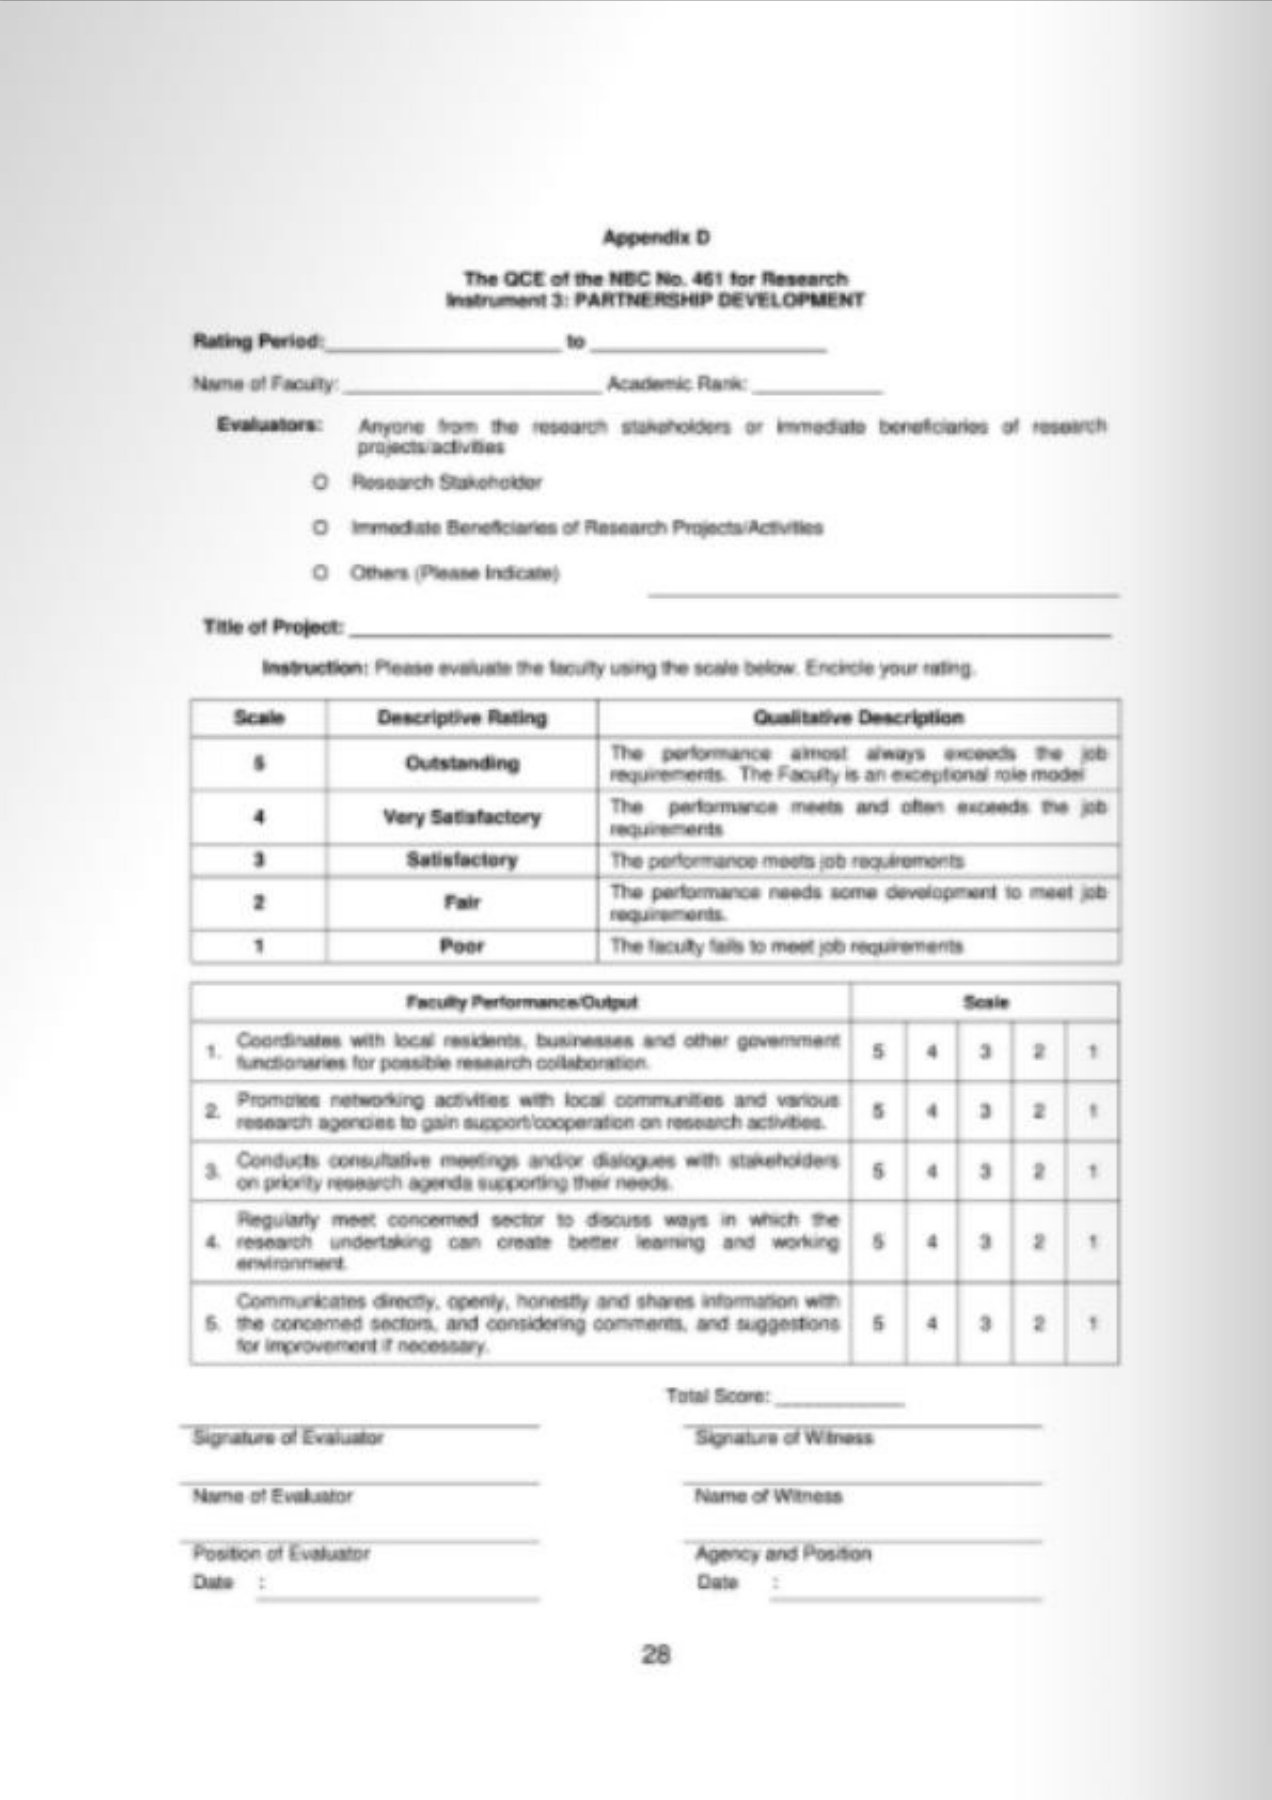 Appendix D
The QCE of the NBC No. 461 for Research
Instrument 3: PARTNERSHIP DEVELOPMENT
Rating Period: to
Name of Faculty: Academic Rank:
Evaluators: Anyone from the research stakeholders or immediate beneficiaries of research
projects/activities
O Research Stakeholder
O Immediate Beneficiaries of Research Projects/Activities
O Others (Please Indicate)
Title of Project:
Instruction: Please evaluate the faculty using the scale below. Encircle your rating.
Scale Descriptive Rating Qualitative Description
5 Outstanding The performance almost always exceeds the job
requirements. The Faculty is an exceptional role model
4 Very Satisfactory The performance meets and often exceeds the job
requirements
3 Satisfactory The performance meets job requirements
2 Fair The performance needs some development to meet job
requirements.
1 Poor The faculty fails to meet job requirements
Faculty Performance/Output Scale
1. Coordinates with local residents, businesses and other government
functionaries for possible research collaboration. 5 4 3 2 1
2. Promotes networking activities with local communities and various
research agencies to gain support/cooperation on research activities. 5 4 3 2 1
3. Conducts consultative meetings and/or dialogues with stakeholders
on priority research agenda supporting their needs. 5 4 3 2 1
Regularly meet concerned sector to discuss ways in which the
4. research undertaking can create better learning and working 5 4 3 2 1
environment.
Communicates directly, openly, honestly and shares information with
5. the concerned sectors, and considering comments, and suggestions 5 4 3 2 1
for improvement if necessary.
Total Score:
Signature of Evaluator Signature of Witness
Name of Evaluator Name of Witness
Position of Evaluator Agency and Position
Date : Date :
28